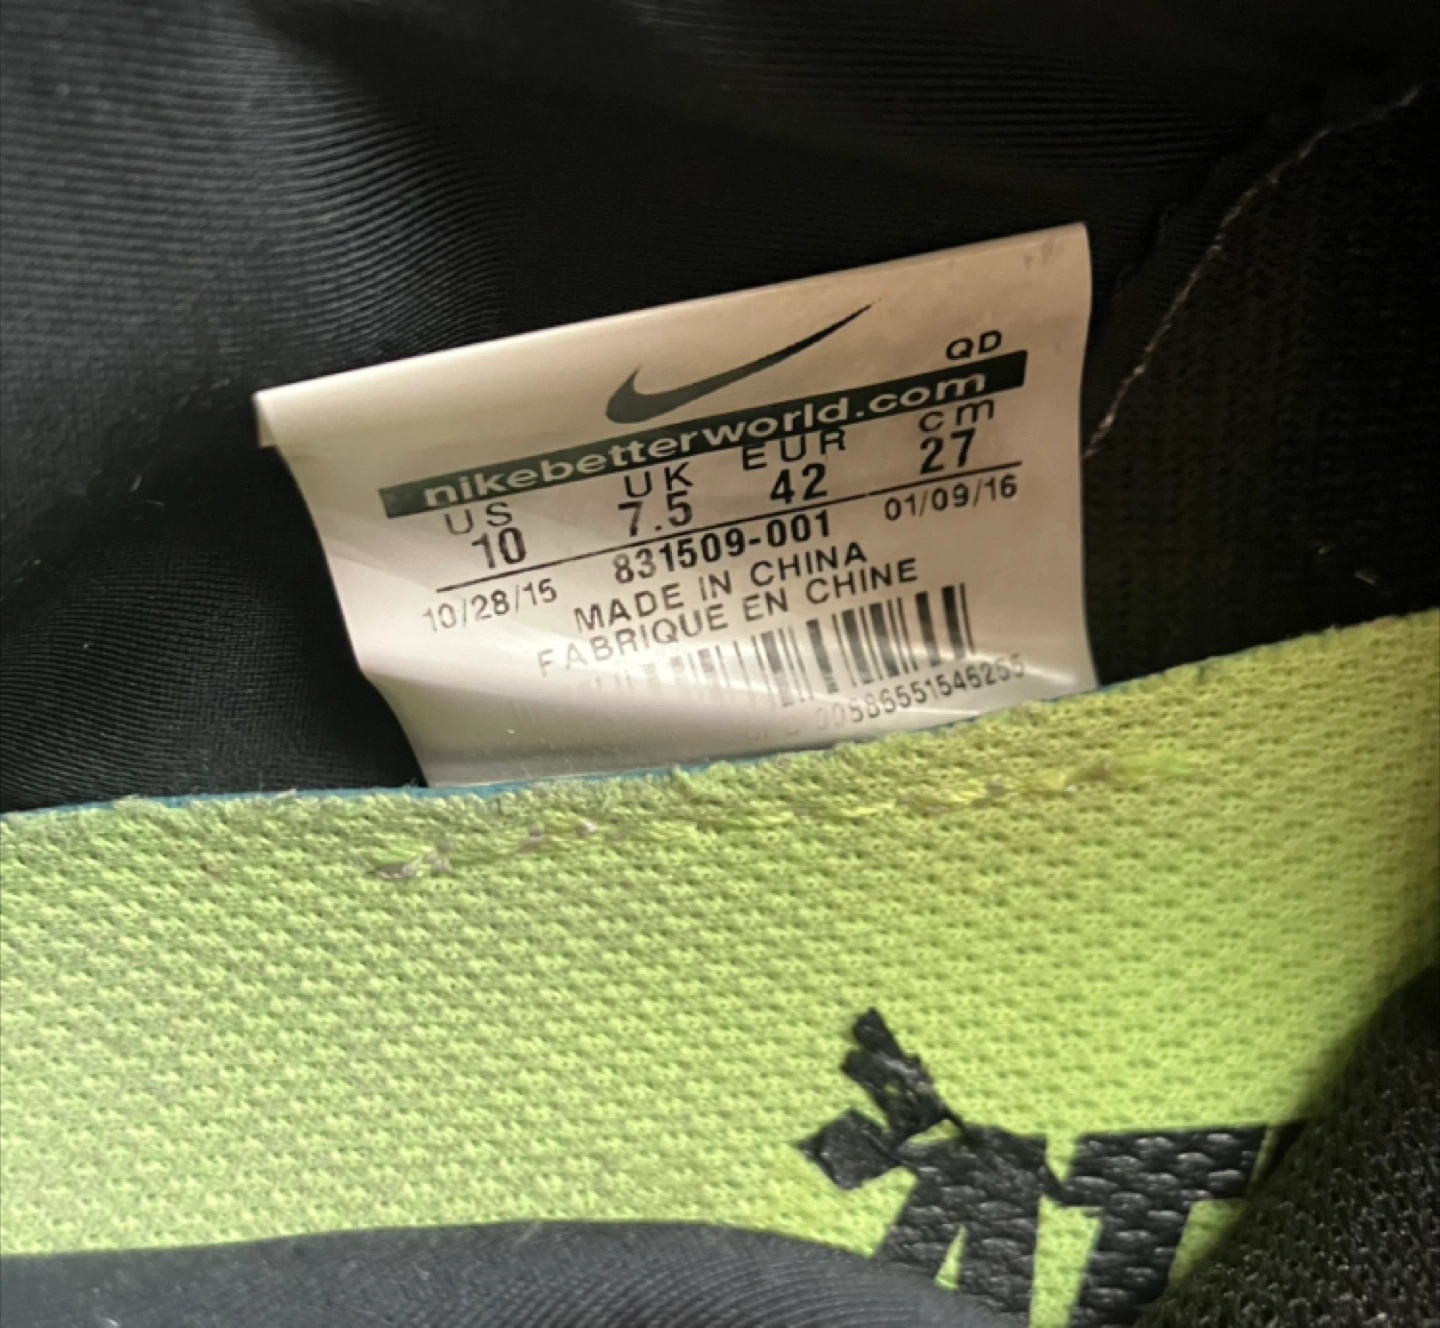 QD
nikebetterworld.com
US UK EUR cm
10 7.5 42 27
10/28/15 831509-001 01/09/16
MADE IN CHINA
FABRIQUE EN CHINE